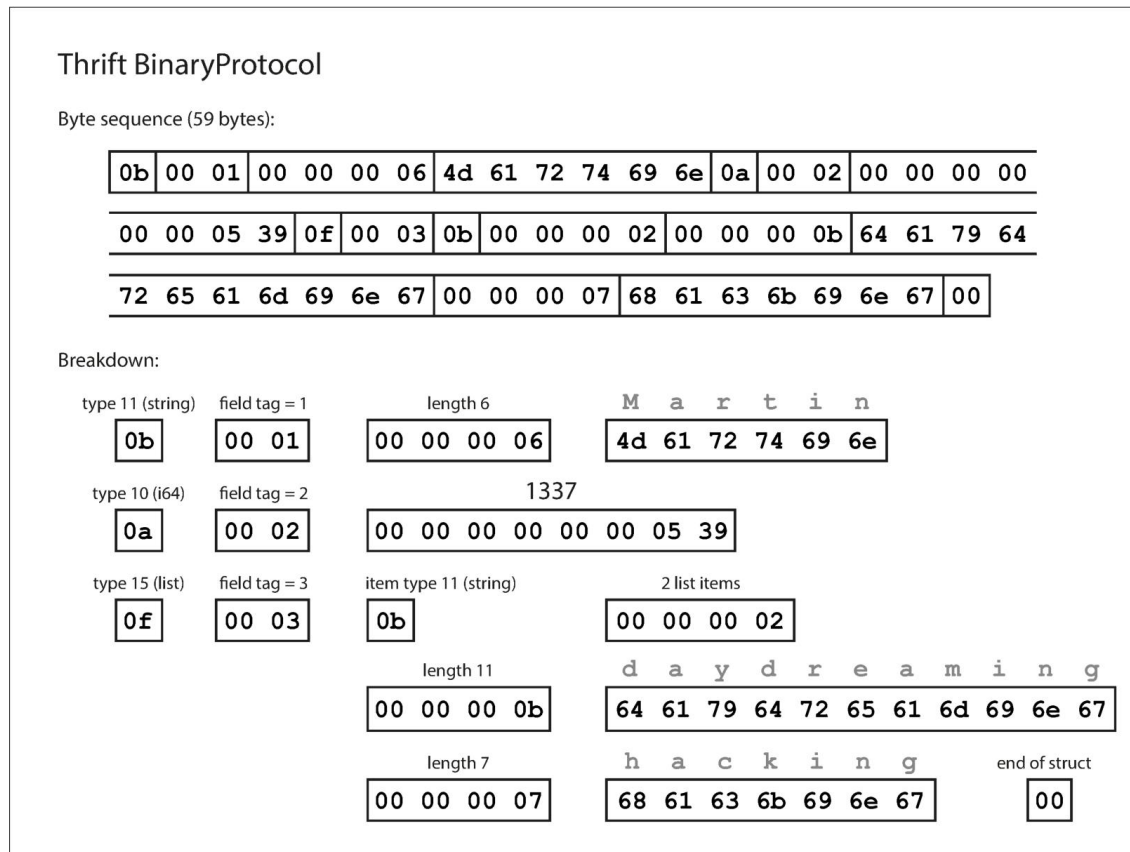 Thrift BinaryProtocol
Byte sequence (59 bytes):
0b 00 01 00 00 00 06 4d 61 72 74 69 6e 0a 00 02 00 00 00 00
00 00 05 39 0f 00 03 0b 00 00 00 02 00 00 00 0b 64 61 79 64
72 65 61 6d 69 6e 67 00 00 00 07 68 61 63 6b 69 6e 67 00
Breakdown:
type 11 (string) field tag = 1 length 6 M a r t i n
0b 00 01 00 00 00 06 4d 61 72 74 69 6e
type 10 (i64) field tag = 2 1337
0a 00 02 00 00 00 00 00 00 05 39
type 15 (list) field tag = 3 item type 11 (string) 2 list items
0f 00 03 0b 00 00 00 02
length 11 d a y d r e a m i n g
00 00 00 0b 64 61 79 64 72 65 61 6d 69 6e 67
length 7 h a c k i n g end of struct
00 00 00 07 68 61 63 6b 69 6e 67 00